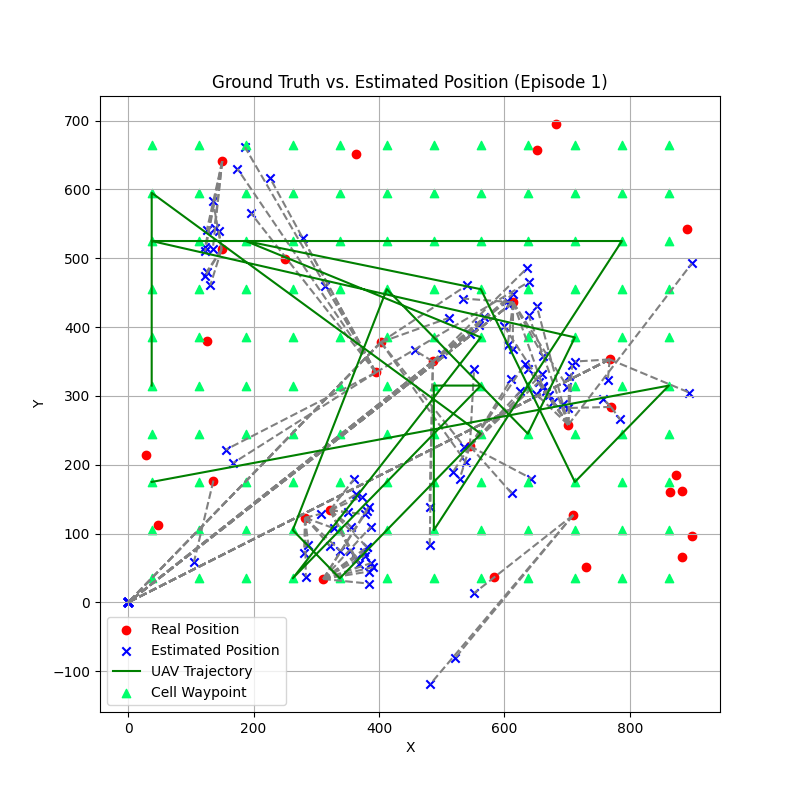 Ground Truth vs. Estimated Position (Episode 1)
700
600
500
400
300
200
100
0
−100
Y
Real Position
Estimated Position
UAV Trajectory
Cell Waypoint
0 200 400 600 800
X